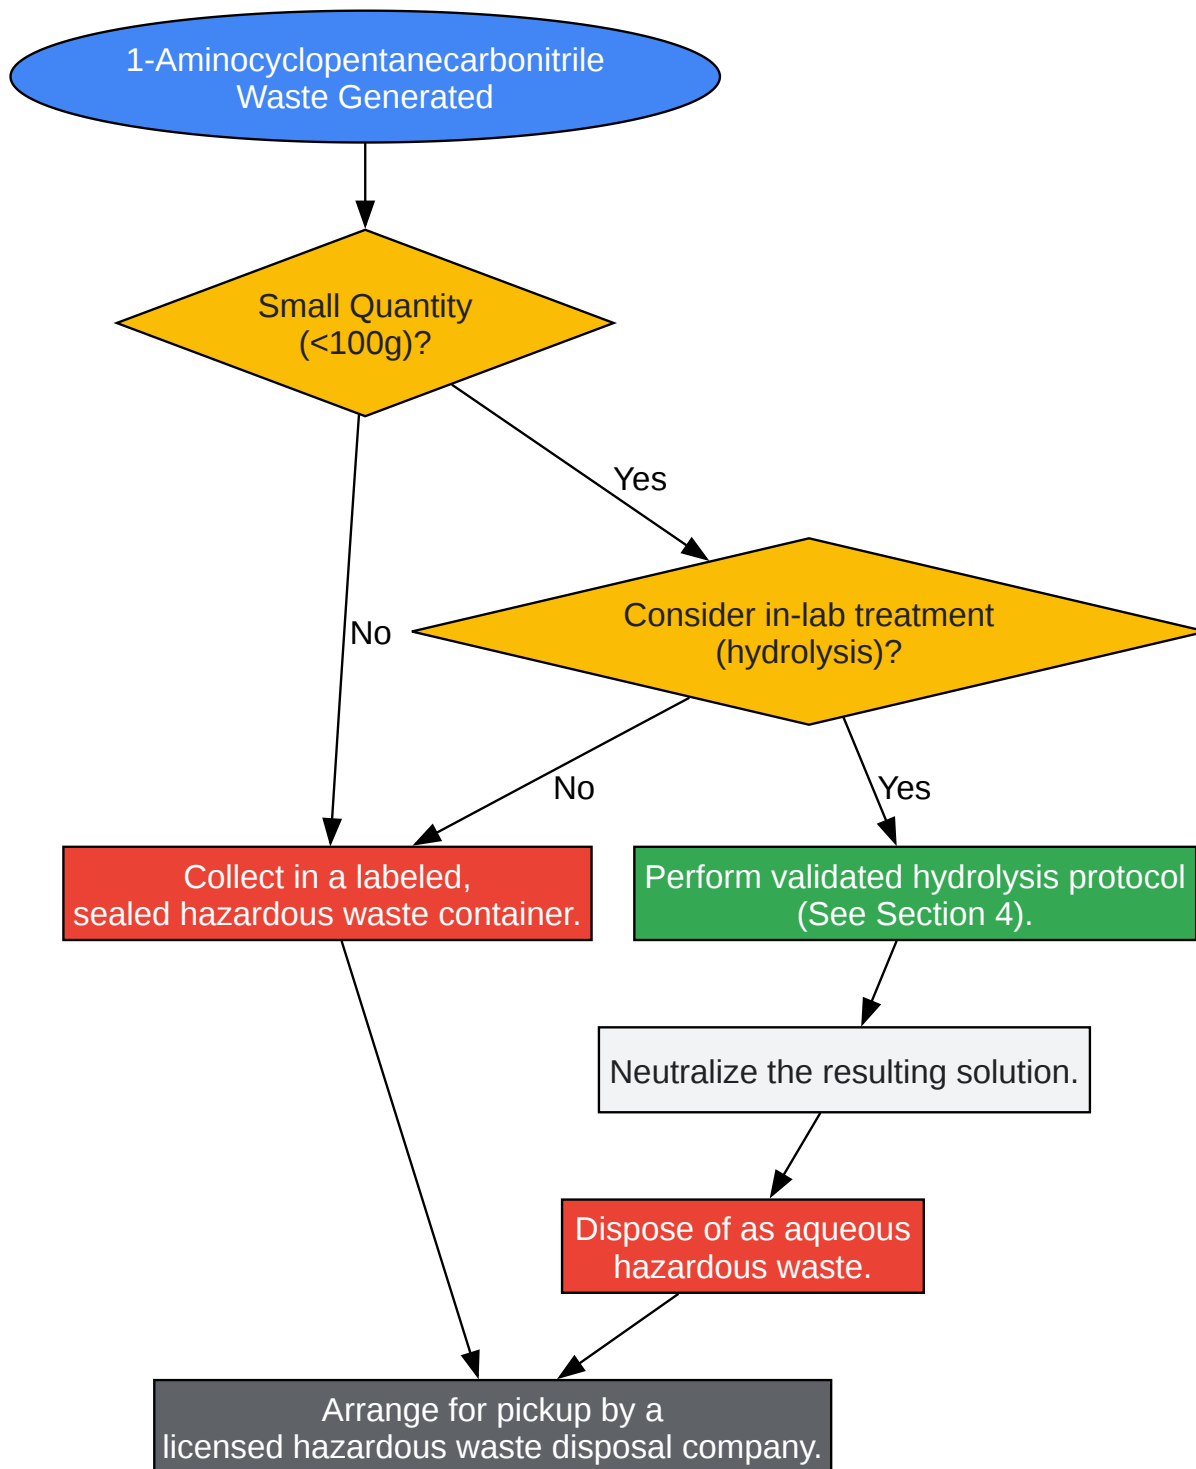 1-Aminocyclopentanecarbonitrile
Waste Generated
Small Quantity
(<100g)?
Yes
Consider in-lab treatment
(hydrolysis)?
No
No
Yes
Collect in a labeled,
sealed hazardous waste container.
Perform validated hydrolysis protocol
(See Section 4).
Neutralize the resulting solution.
Dispose of as aqueous
hazardous waste.
Arrange for pickup by a
licensed hazardous waste disposal company.